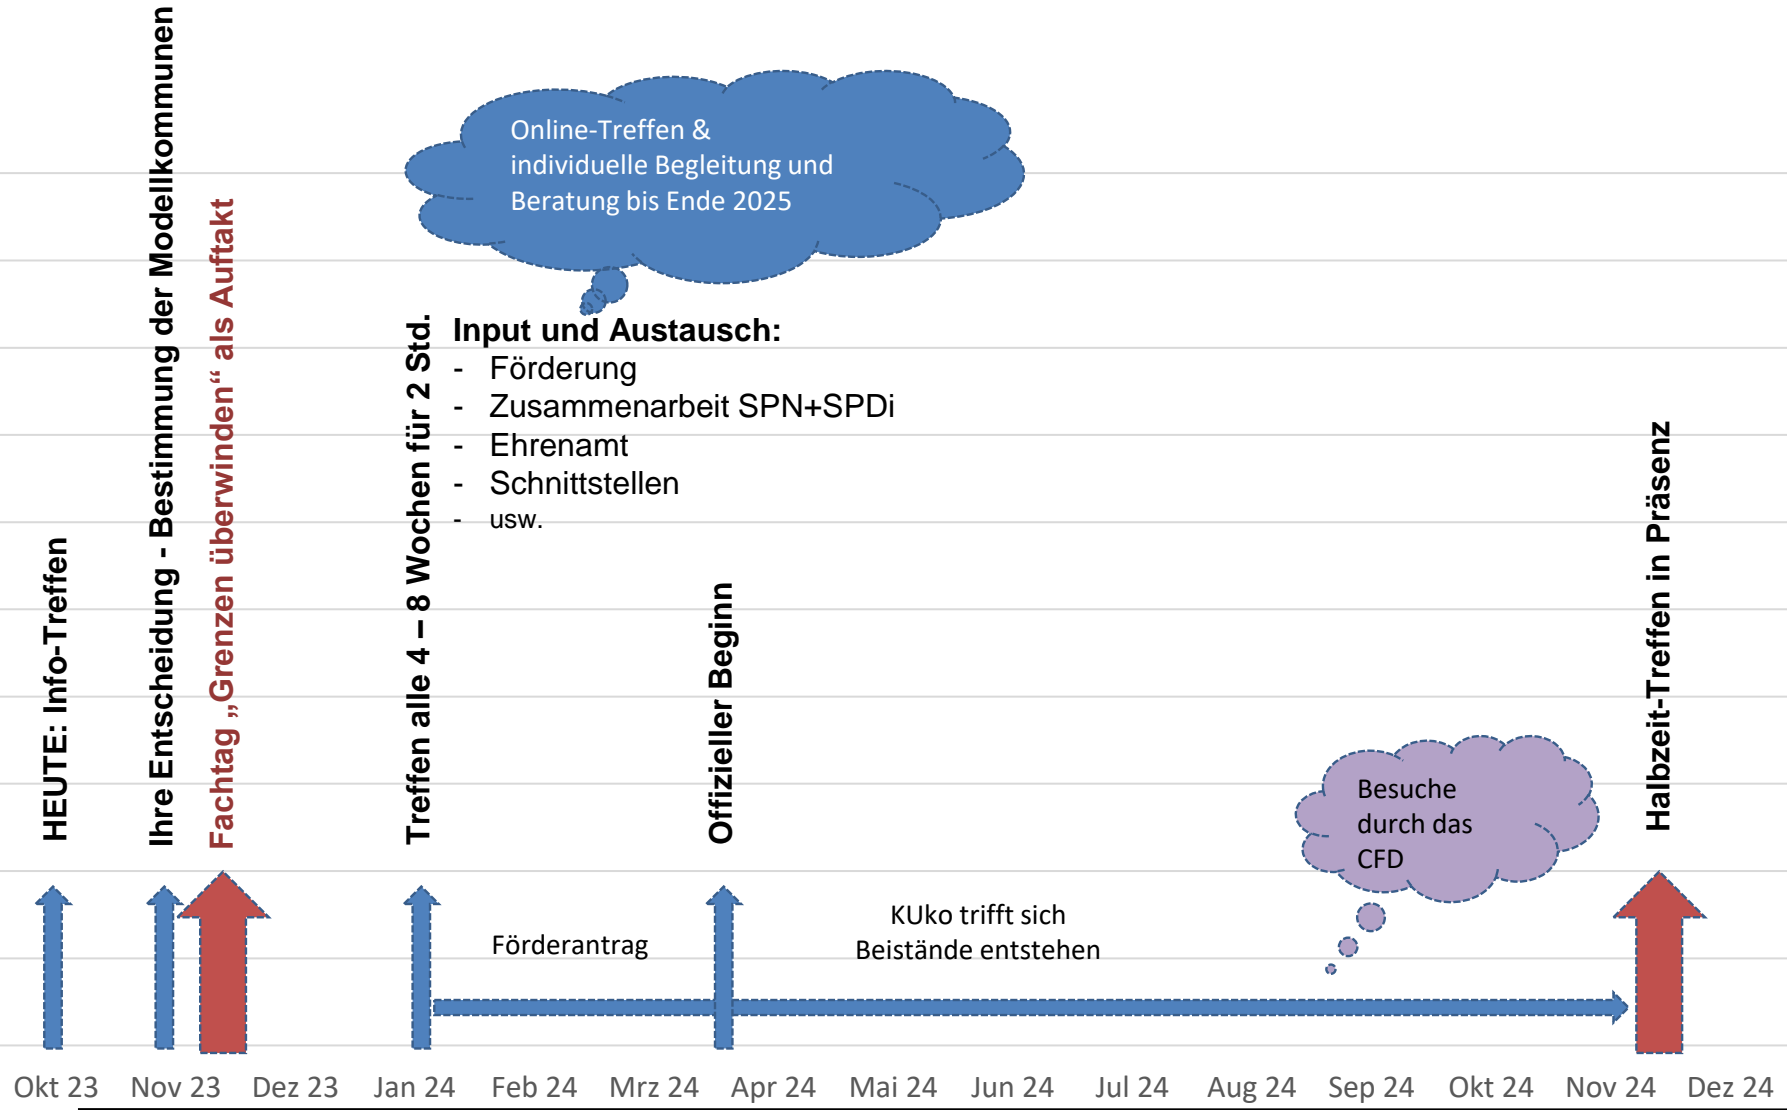 HEUTE: Info-Treffen
Ihre Entscheidung - Bestimmung der Modellkommunen
Fachtag „Grenzen überwinden“ als Auftakt
Treffen alle 4 – 8 Wochen für 2 Std.
Online-Treffen &
individuelle Begleitung und
Beratung bis Ende 2025
Input und Austausch:
- Förderung
- Zusammenarbeit SPN+SPDi
- Ehrenamt
- Schnittstellen
- usw.
Offizieller Beginn
Besuche
durch das
CFD
Halbzeit-Treffen in Präsenz
Förderantrag
KUko trifft sich
Beistände entstehen
Okt 23 Nov 23 Dez 23 Jan 24 Feb 24 Mrz 24 Apr 24 Mai 24 Jun 24 Jul 24 Aug 24 Sep 24 Okt 24 Nov 24 Dez 24